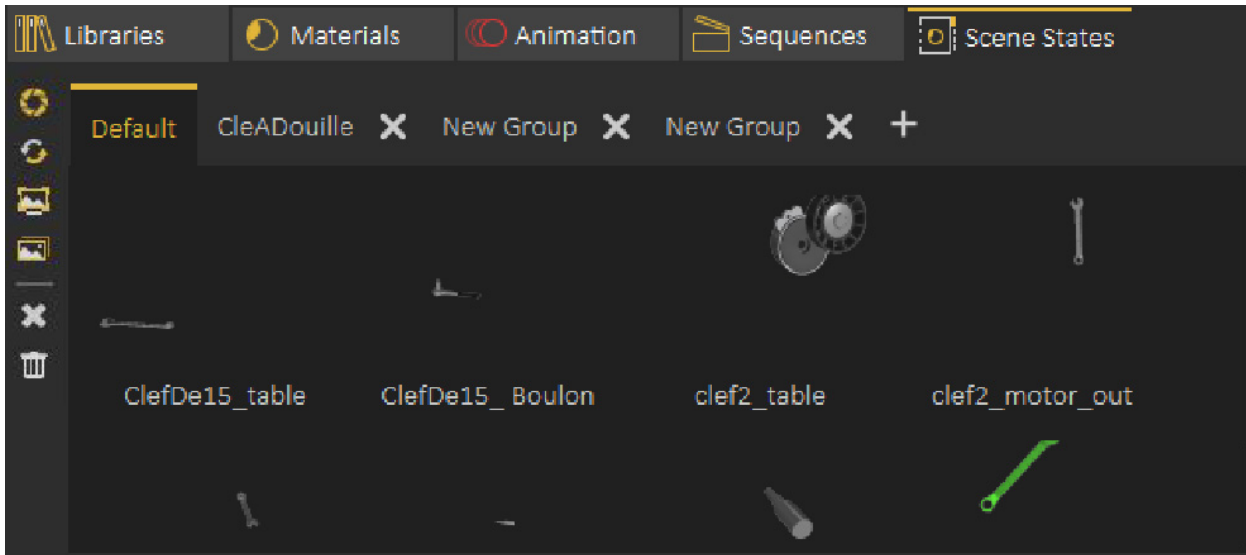 Libraries Materials Animation Sequences Scene States
Default CleADouille New Group New Group
ClefDe15_table ClefDe15_ Boulon clef2_table clef2_motor_out